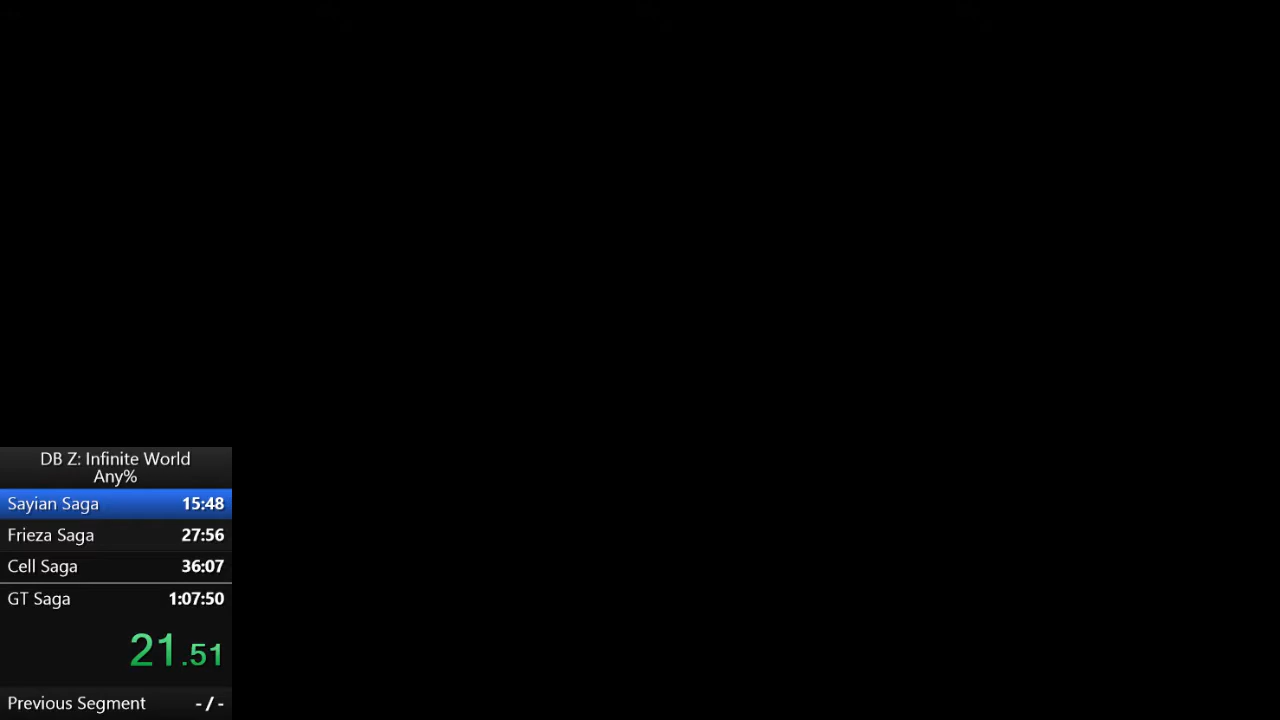 DB Z: Infinite World
Any%
Sayian Saga 15:48
Frieza Saga 27:56
Cell Saga 36:07
GT Saga 1:07:50
21.51
Previous Segment - / -